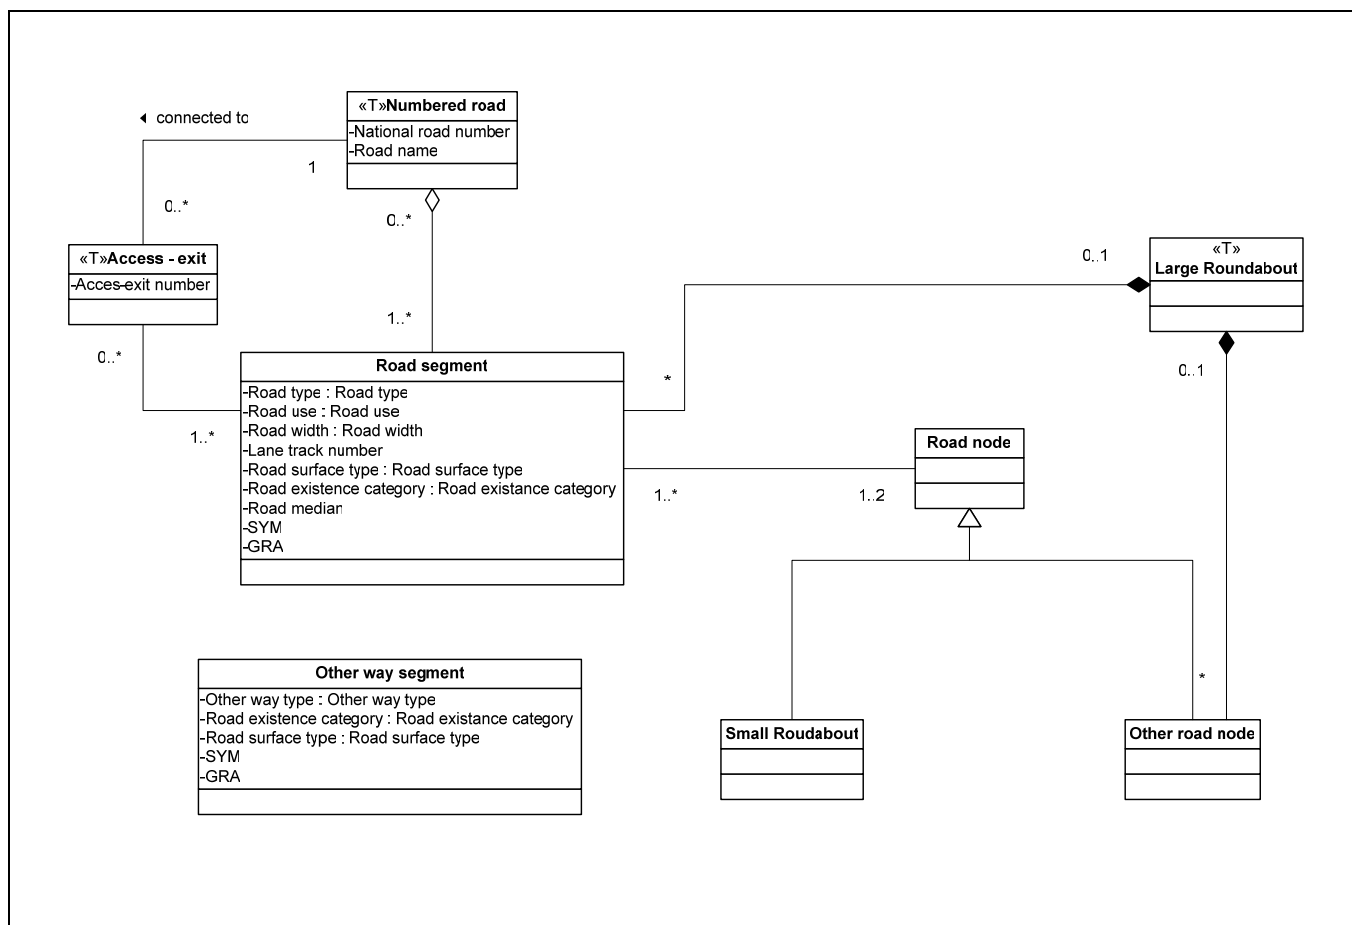 ◄ connected to
«T»Numbered road
-National road number
-Road name
1
0..*
0..*
«T»Access - exit
-Acces-exit number
0..*
1..*
1..*
«T»
Large Roundabout
0..1
0..1
*
Road segment
-Road type : Road type
-Road use : Road use
-Road width : Road width
-Lane track number
-Road surface type : Road surface type
-Road existence category : Road existance category
-Road median
-SYM
-GRA
1..*
1..2
Road node
Other way segment
-Other way type : Other way type
-Road existence category : Road existance category
-Road surface type : Road surface type
-SYM
-GRA
*
Small Roudabout
Other road node